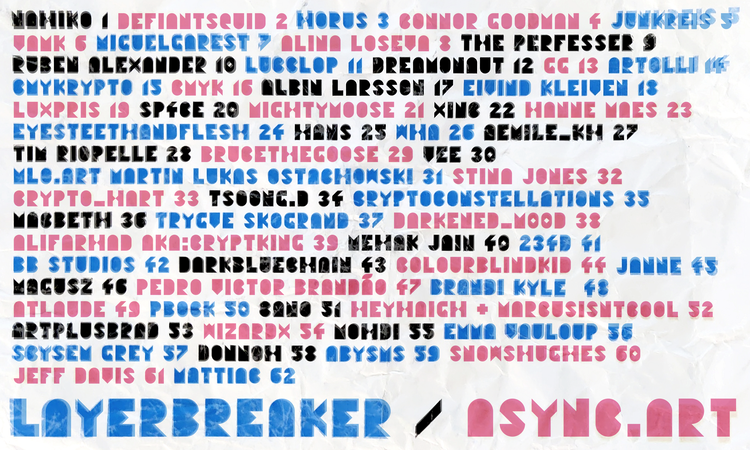 NAMIKO 1 DEFIANTSQUID 2 HORUS 3 CONNOR GOODMAN 4 JUNKREIS 5
VAMK 6 MIGUELGAREST 7 ALINA LOSEVA 8 THE PERFESSER 9
RUBEN ALEXANDER 10 LUCCLOP 11 DREAMONAUT 12 GG 13 ARTOLLI 14
CMYKRYPTO 15 CMYK 16 ALBIN LARSSON 17 EIVIND KLEIVEN 18
LUXPRIS 19 SP4CE 20 MIGHTYMOOSE 21 XINC 22 HANNE MAES 23
EYESTEETHANDFLESH 24 HANS 25 WHA 26 AEMILE_KH 27
TIM RIOPELLE 28 BRUCETHEGOOSE 29 VEE 30
MLO.ART MARTIN LUKAS OSTACHOWSKI 31 STINA JONES 32
CRYPTO_HART 33 TSOONG.D 34 CRYPTOCONSTELLATIONS 35
MACBETH 36 TRYGVE SKOGRAND 37 DARKENED_MOOD 38
ALIFARHAD AKA:CRYPTKING 39 MEHAK JAIN 40 234D 41
BB STUDIOS 42 DARKBLUECHAIN 43 COLOURBLINDKID 44 JANNE 45
MAGUSZ 46 PEDRO VICTOR BRANDÃO 47 BRANDI KYLE 48
ATLAUDE 49 PBOCK 50 8ANO 51 HEYHAIGH + MARCUSISNTCOOL 52
ARTPLUSBRAD 53 WIZARDX 54 NOHDI 55 EMMA VAULOUP 56
SCYSEM GREY 57 DONNOH 58 ABYSMS 59 SNOWSHUGHES 60
JEFF DAVIS 61 MATTIAC 62
LAYERBREAKER / ASYNC.ART